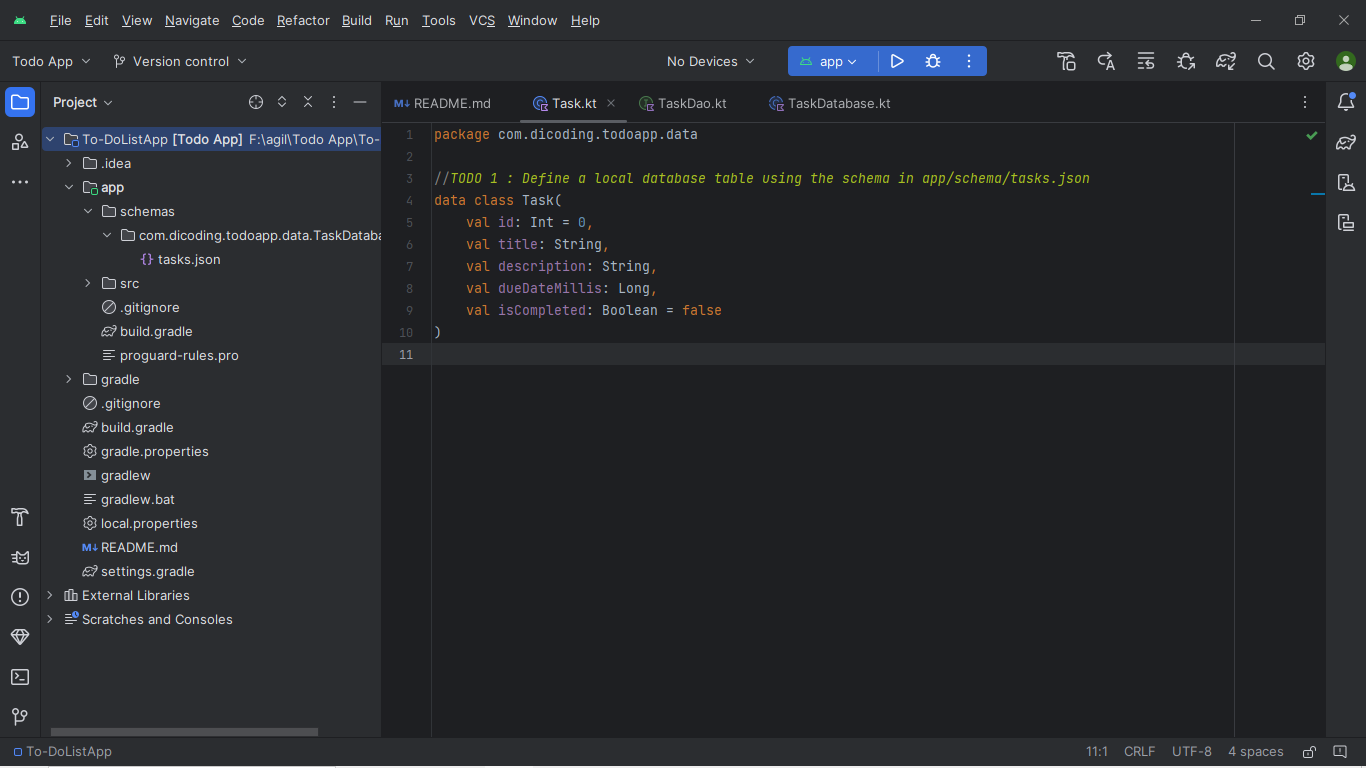 File Edit View Navigate Code Refactor Build Run Tools VCS Window Help
Todo App Version control No Devices app
Project
README.md Task.kt TaskDao.kt TaskDatabase.kt
To-DoListApp [Todo App] F:\agil\Todo App\To-
.idea
app
schemas
com.dicoding.todoapp.data.TaskDataba
tasks.json
src
.gitignore
build.gradle
proguard-rules.pro
gradle
.gitignore
build.gradle
gradle.properties
gradlew
gradlew.bat
local.properties
README.md
settings.gradle
External Libraries
Scratches and Consoles
1 package com.dicoding.todoapp.data
2
3 //TODO 1 : Define a local database table using the schema in app/schema/tasks.json
4 data class Task(
5 val id: Int = 0,
6 val title: String,
7 val description: String,
8 val dueDateMillis: Long,
9 val isCompleted: Boolean = false
10 )
11
To-DoListApp 11:1 CRLF UTF-8 4 spaces